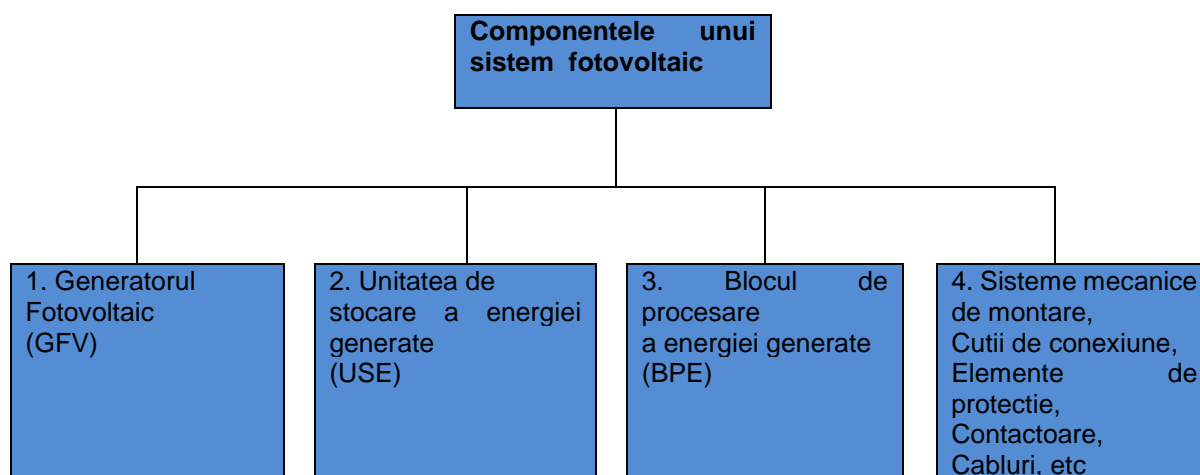 Componentele unui
sistem fotovoltaic
1. Generatorul
Fotovoltaic
(GFV)
2. Unitatea de
stocare a energiei
generate
(USE)
3. Blocul de
procesare
a energiei generate
(BPE)
4. Sisteme mecanice
de montare,
Cutii de conexiune,
Elemente de
protectie,
Contactoare,
Cabluri, etc